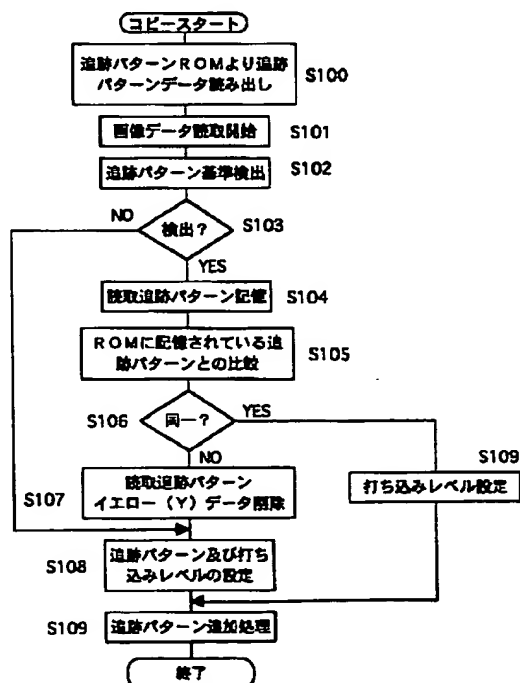 コピースタート
追跡パターンROMより追跡
パターンデータ読み出し
S100
画像データ読取開始
S101
追跡パターン基準検出
S102
NO
検出?
S103
YES
読取追跡パターン記憶
S104
ROMに記憶されている追
跡パターンとの比較
S105
S106
同一?
YES
NO
S109
打ち込みレベル設定
S107
読取追跡パターン
イエロー(Y)データ削除
S108
追跡パターン及び打ち
込みレベルの設定
S109
追跡パターン追加処理
終了